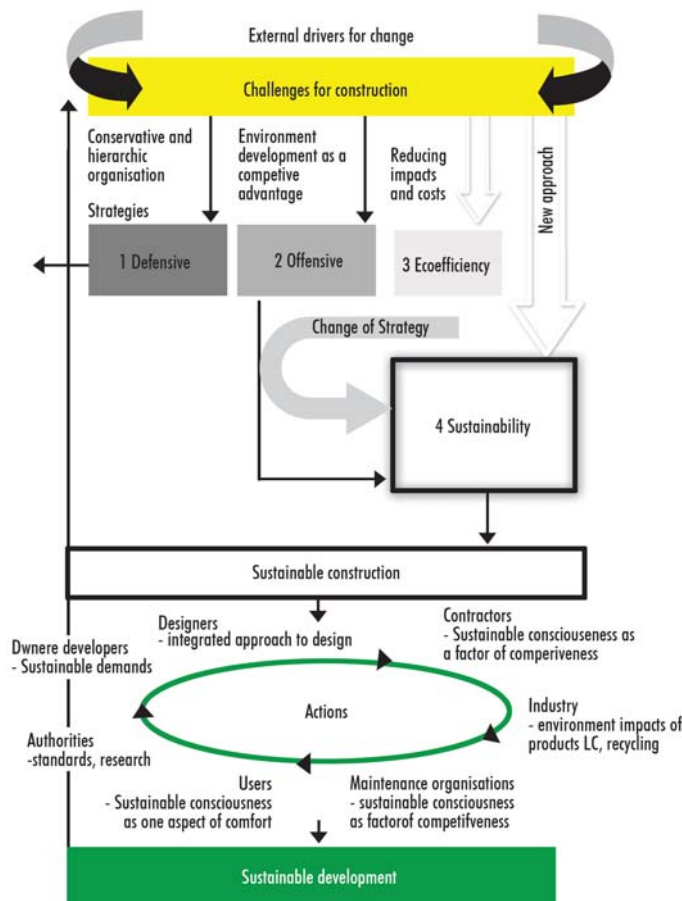 External drivers for change
Challenges for construction
Conservative and
hierarchic
organisation
Environment
development as a
competive
advantage
Reducing
impacts
and costs
New approach
Strategies
1 Defensive
2 Offensive
3 Ecoefficiency
Change of Strategy
4 Sustainability
Sustainable construction
Designers
- integrated approach to design
Contractors
- Sustainable consciouseness as
a factor of comperiveness
Dwnere developers
- Sustainable demands
Actions
Industry
- environment impacts of
products LC, recycling
Authorities
-standards, research
Users
- Sustainable consciousness
as one aspect of comfort
Maintenance organisations
- sustainable consciousness
as factorof competifveness
Sustainable development